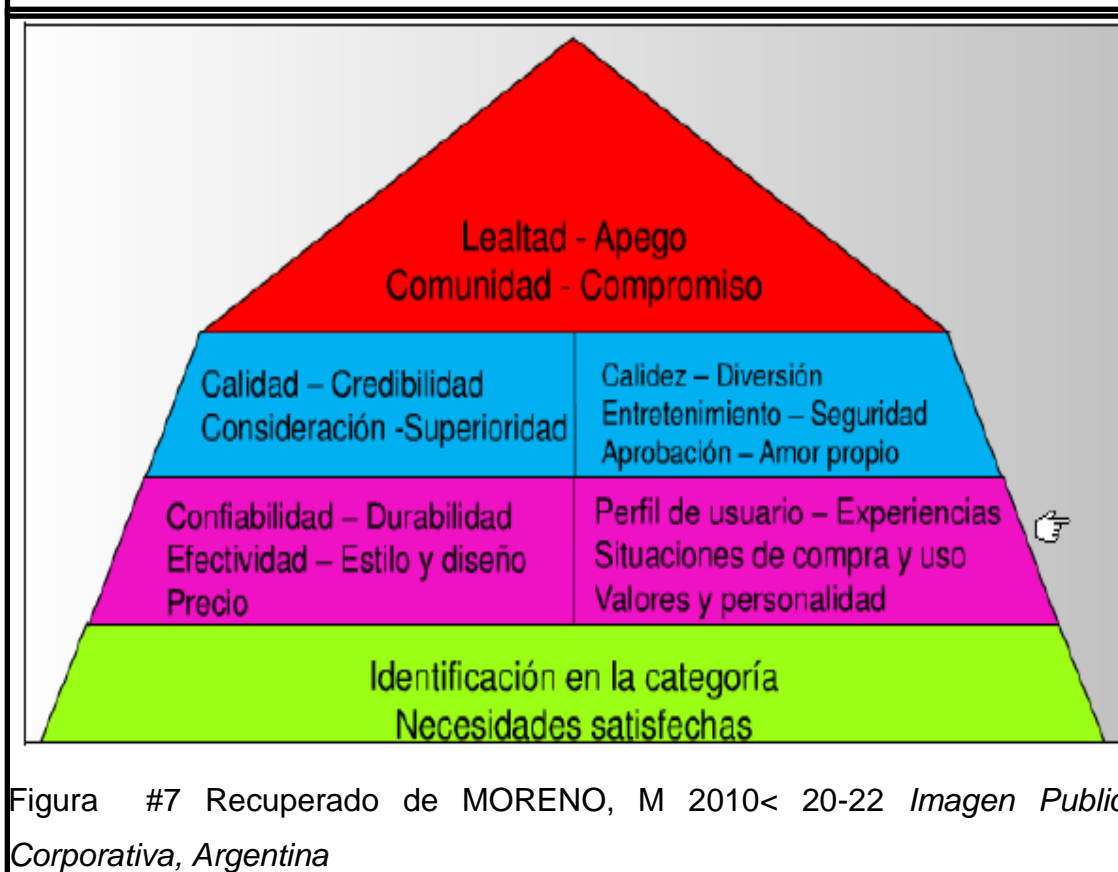 Lealtad - Apego
Comunidad - Compromiso
Calidad – Credibilidad
Consideración -Superioridad
Calidez – Diversión
Entretenimiento – Seguridad
Aprobación – Amor propio
Confiabilidad – Durabilidad
Efectividad – Estilo y diseño
Precio
Perfil de usuario – Experiencias
Situaciones de compra y uso
Valores y personalidad
Identificación en la categoría
Necesidades satisfechas
Figura #7 Recuperado de MORENO, M 2010< 20-22 Imagen Public
Corporativa, Argentina